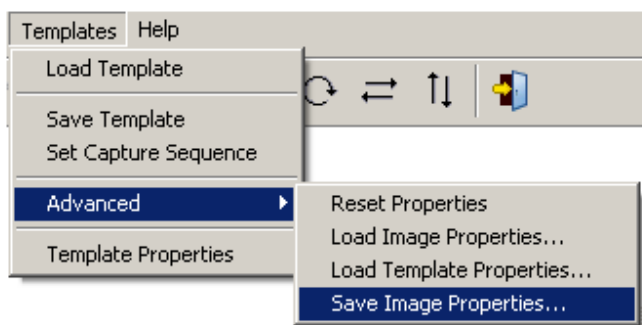 Templates Help
Load Template
Save Template
Set Capture Sequence
Advanced
Template Properties
Reset Properties
Load Image Properties...
Load Template Properties...
Save Image Properties...